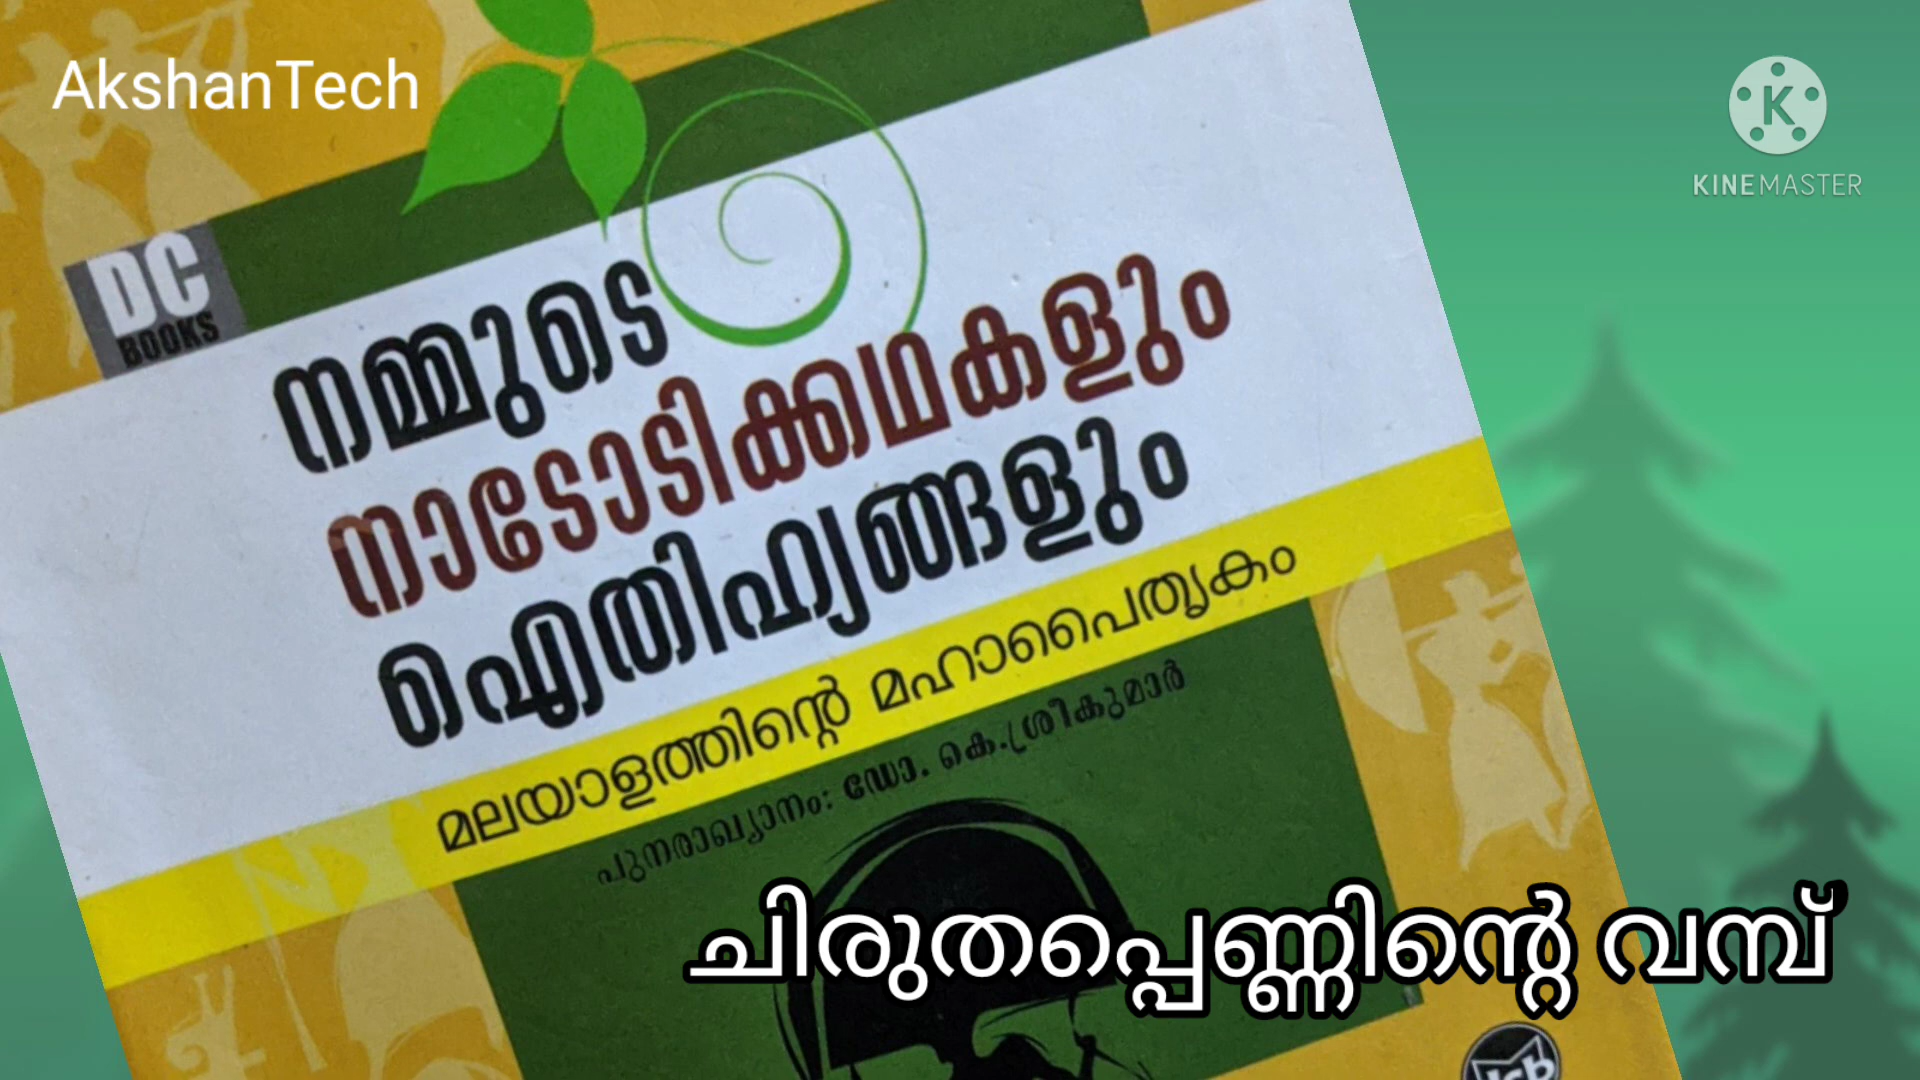 AkshanTech
K
KINEMASTER
DC
BOOKS
നമ്മുടെ
നാടോടിക്കഥകളും
ഐതിഹ്യങ്ങളും
മലയാളത്തിന്റെ മഹാപൈതൃകം
പുനരാഖ്യാനം: ഡോ. കെ.ശ്രീകുമാർ
ചിരുതപ്പെണ്ണിന്റെ വമ്പ്